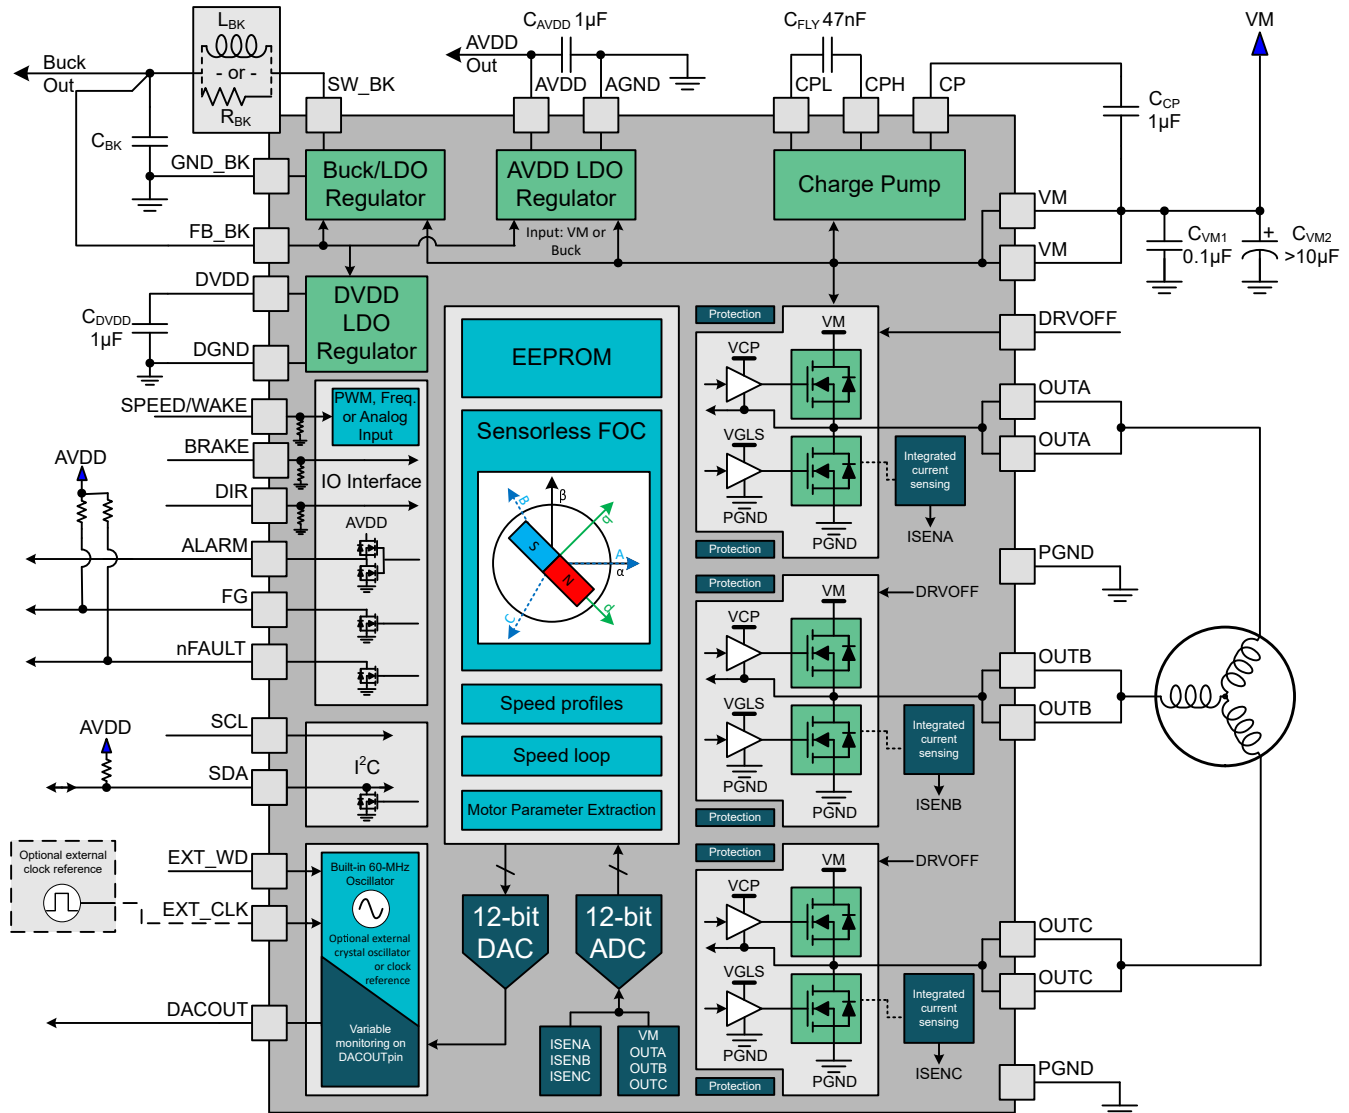 LBK
- or -
RBK
Buck
Out
CBK
SW_BK
GND_BK
FB_BK
DVDD
CDVDD
1µF
DGND
SPEED/WAKE
BRAKE
AVDD
DIR
ALARM
FG
nFAULT
SCL
AVDD
SDA
Optional external
clock reference
EXT_WD
EXT_CLK
DACOUT
CAVDD 1µF
AVDD
Out
AVDD
AGND
CFLY 47nF
CPL
CPH
CP
CCP
1µF
VM
Buck/LDO
Regulator
AVDD LDO
Regulator
Input: VM or
Buck
Charge Pump
VM
VM
CVM1
0.1µF
+
CVM2
>10µF
DVDD
LDO
Regulator
PWM, Freq.
or Analog
Input
IO Interface
AVDD
I2C
Built-in 60-MHz
Oscillator
Optional external
crystal oscillator
or clock
reference
Variable
monitoring on
DACOUTpin
EEPROM
Sensorless FOC
β
B
q
S
A
α
N
C
d
Speed profiles
Speed loop
Motor Parameter Extraction
12-bit
DAC
12-bit
ADC
ISENA
ISENB
ISENC
VM
OUTA
OUTB
OUTC
Protection
VM
VCP
VGLS
PGND
PGND
Integrated
current
sensing
ISENA
DRVOFF
OUTA
OUTA
Protection
PGND
Protection
VM
DRVOFF
VCP
VGLS
PGND
PGND
Integrated
current
sensing
ISENB
OUTB
OUTB
Protection
Protection
VM
DRVOFF
VCP
VGLS
PGND
PGND
Integrated
current
sensing
ISENC
OUTC
OUTC
Protection
PGND